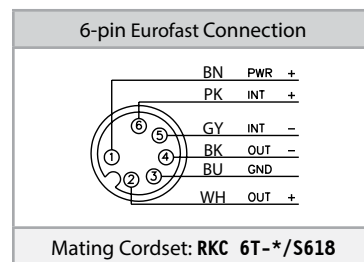 6-pin Eurofast Connection
BN PWR +
PK INT +
6
GY INT -
5
BK OUT -
1 4
BU GND
2 3
WH OUT +
Mating Cordset: RKC 6T-*/S618